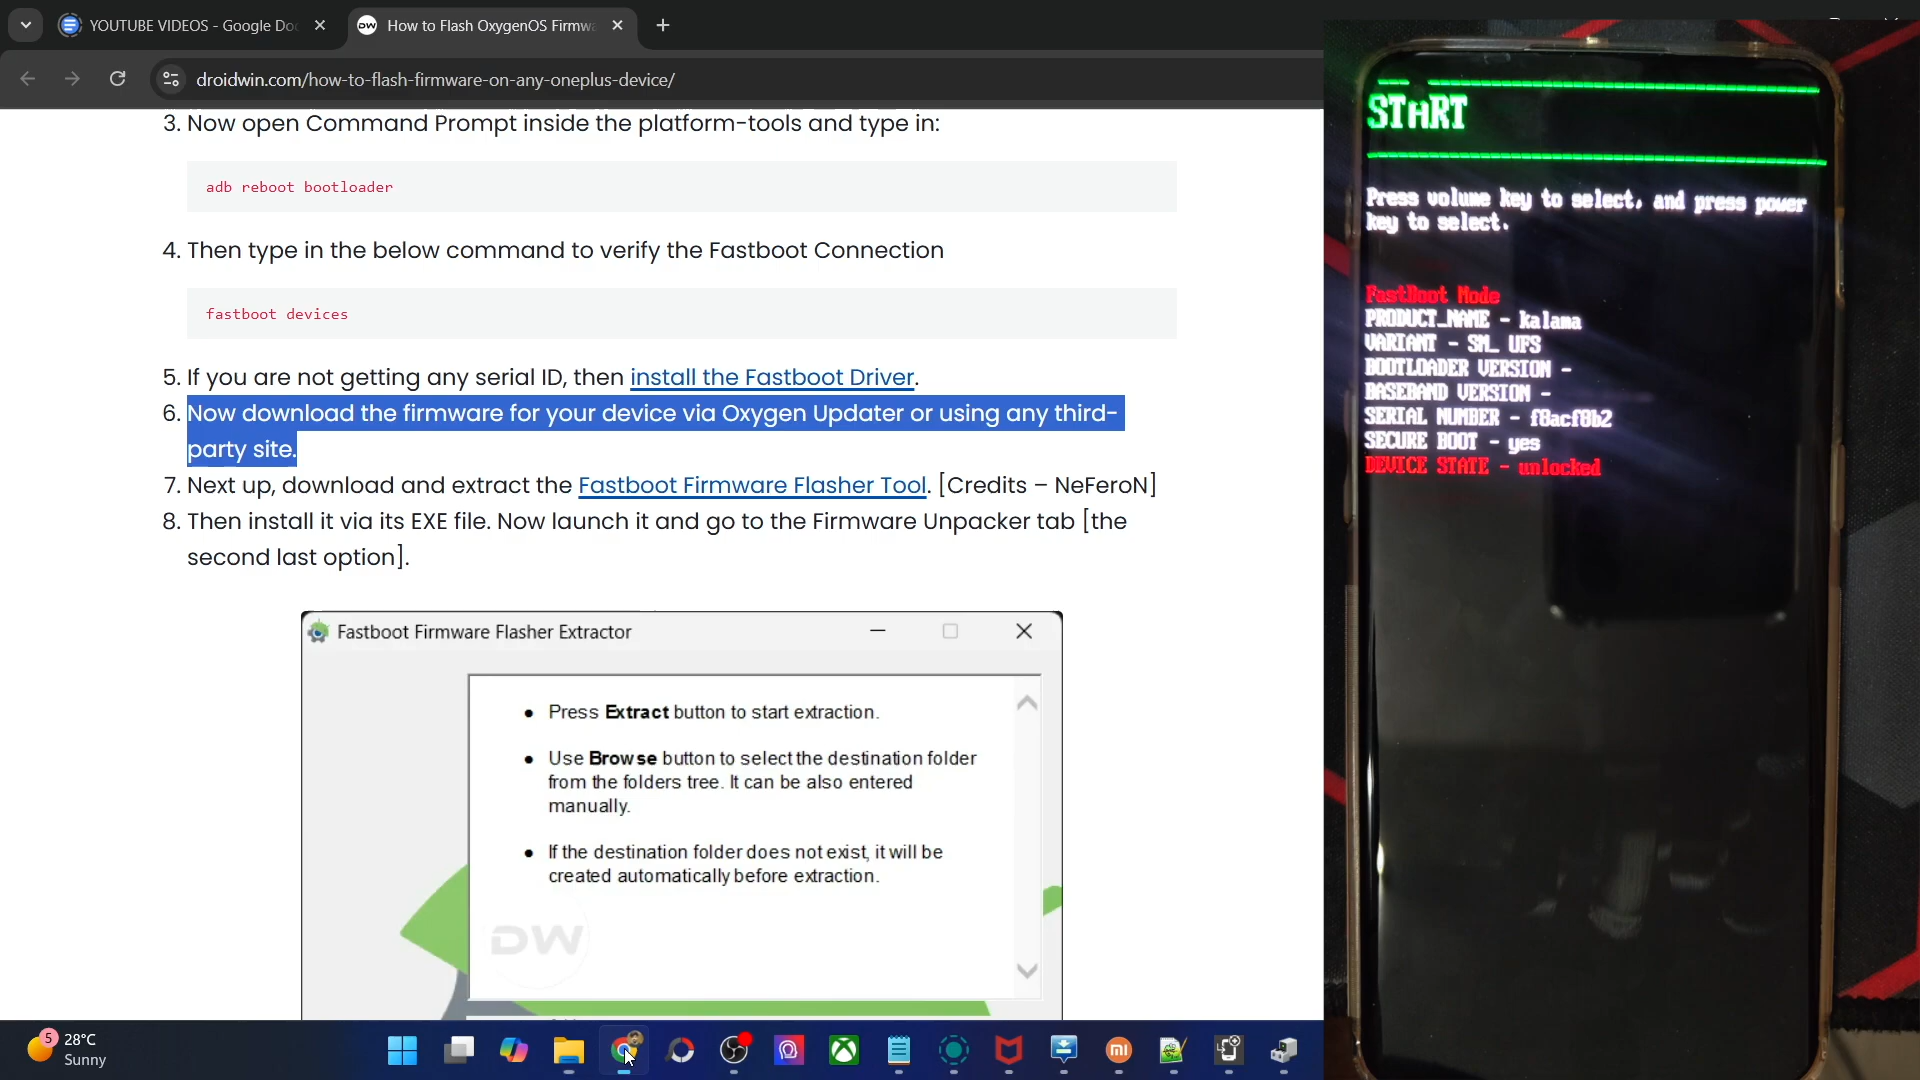 YOUTUBE VIDEOS - Google Do
How to Flash OxygenOS Firmwa
droidwin.com/how-to-flash-firmware-on-any-oneplus-device/
3. Now open Command Prompt inside the platform-tools and type in:
adb reboot bootloader
4. Then type in the below command to verify the Fastboot Connection
fastboot devices
5. If you are not getting any serial ID, then install the Fastboot Driver.
6. Now download the firmware for your device via Oxygen Updater or using any third-
party site.
7. Next up, download and extract the Fastboot Firmware Flasher Tool. [Credits – NeFeroN]
8. Then install it via its EXE file. Now launch it and go to the Firmware Unpacker tab [the
second last option].
Fastboot Firmware Flasher Extractor
• Press Extract button to start extraction.
• Use Browse button to select the destination folder
from the folders tree. It can be also entered
manually.
• If the destination folder does not exist, it will be
created automatically before extraction.
DW
5
28°C
Sunny
START
Press volume key to select, and press power
key to select.
FastBoot Mode
PRODUCT_NAME - kalama
VARIANT - SM_ UFS
BOOTLOADER VERSION -
BASEBAND VERSION -
SERIAL NUMBER - f8acf8b2
SECURE BOOT - yes
DEVICE STATE - unlocked